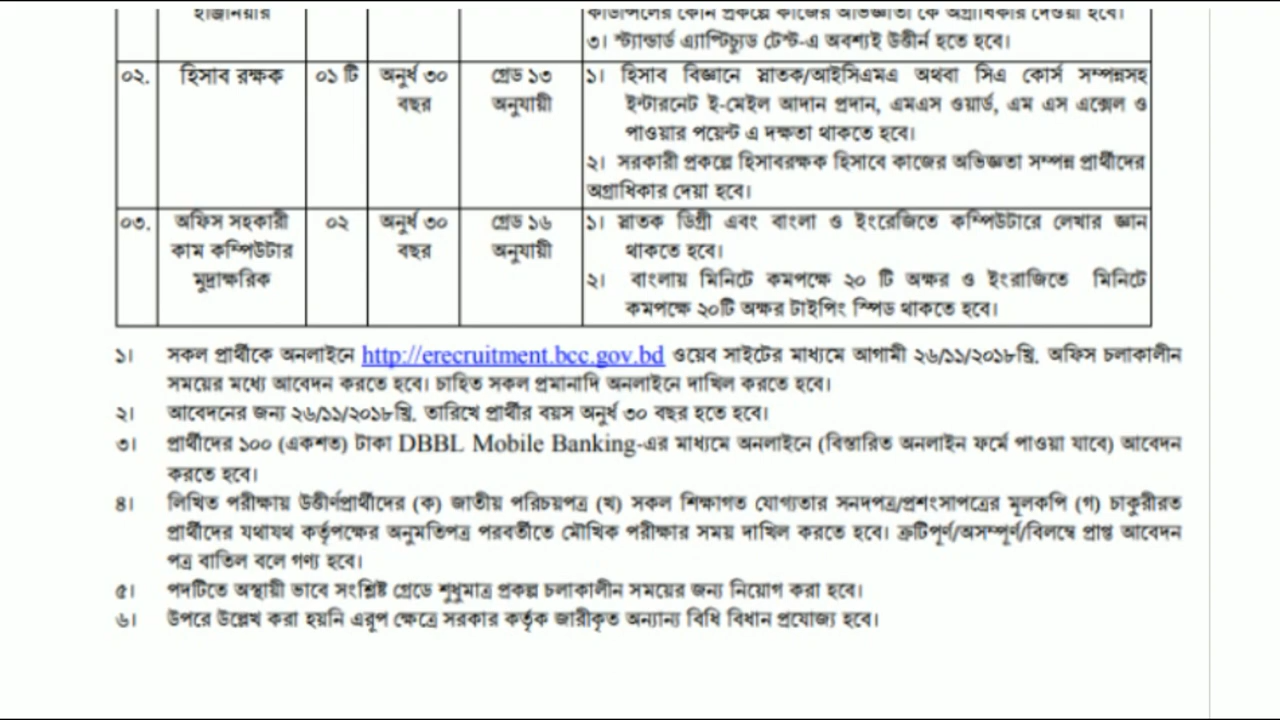 ৩। স্ট্যান্ডার্ড এ্যাপ্টিচ্যুড টেস্ট-এ অবশ্যই উত্তীর্ন হতে হবে।
০২. হিসাব রক্ষক ০১ টি অনুর্ধ ৩০ গ্রেড ১৩ ১। হিসাব বিজ্ঞানে স্নাতক/আইসিএমএ অথবা সিএ কোর্স সম্পন্নসহ
বছর অনুযায়ী ইন্টারনেট ই-মেইল আদান প্রদান, এমএস ওয়ার্ড, এম এস এক্সেল ও
পাওয়ার পয়েন্ট এ দক্ষতা থাকতে হবে।
২। সরকারী প্রকল্পে হিসাবরক্ষক হিসাবে কাজের অভিজ্ঞতা সম্পন্ন প্রার্থীদের
অগ্রাধিকার দেয়া হবে।
০৩. অফিস সহকারী ০২ অনুর্ধ ৩০ গ্রেড ১৬ ১। স্নাতক ডিগ্রী এবং বাংলা ও ইংরেজিতে কম্পিউটারে লেখার জ্ঞান
কাম কম্পিউটার বছর অনুযায়ী থাকতে হবে।
মুদ্রাক্ষরিক ২। বাংলায় মিনিটে কমপক্ষে ২০ টি অক্ষর ও ইংরাজিতে মিনিটে
কমপক্ষে ২০টি অক্ষর টাইপিং স্পিড থাকতে হবে।
১। সকল প্রার্থীকে অনলাইনে http://erecruitment.bcc.gov.bd ওয়েব সাইটের মাধ্যমে আগামী ২৬/১১/২০১৮খ্রি. অফিস চলাকালীন
সময়ের মধ্যে আবেদন করতে হবে। চাহিত সকল প্রমানাদি অনলাইনে দাখিল করতে হবে।
২। আবেদনের জন্য ২৬/১১/২০১৮খ্রি. তারিখে প্রার্থীর বয়স অনুর্ধ ৩০ বছর হতে হবে।
৩। প্রার্থীদের ১০০ (একশত) টাকা DBBL Mobile Banking-এর মাধ্যমে অনলাইনে (বিস্তারিত অনলাইন ফর্মে পাওয়া যাবে) আবেদন
করতে হবে।
৪। লিখিত পরীক্ষায় উত্তীর্ণপ্রার্থীদের (ক) জাতীয় পরিচয়পত্র (খ) সকল শিক্ষাগত যোগ্যতার সনদপত্র/প্রশংসাপত্রের মূলকপি (গ) চাকুরীরত
প্রার্থীদের যথাযথ কর্তৃপক্ষের অনুমতিপত্র পরবর্তীতে মৌখিক পরীক্ষার সময় দাখিল করতে হবে। ত্রুটিপূর্ণ/অসম্পূর্ণ/বিলম্বে প্রাপ্ত আবেদন
পত্র বাতিল বলে গণ্য হবে।
৫। পদটিতে অস্থায়ী ভাবে সংশ্লিষ্ট গ্রেডে শুধুমাত্র প্রকল্প চলাকালীন সময়ের জন্য নিয়োগ করা হবে।
৬। উপরে উল্লেখ করা হয়নি এরূপ ক্ষেত্রে সরকার কর্তৃক জারীকৃত অন্যান্য বিধি বিধান প্রযোজ্য হবে।